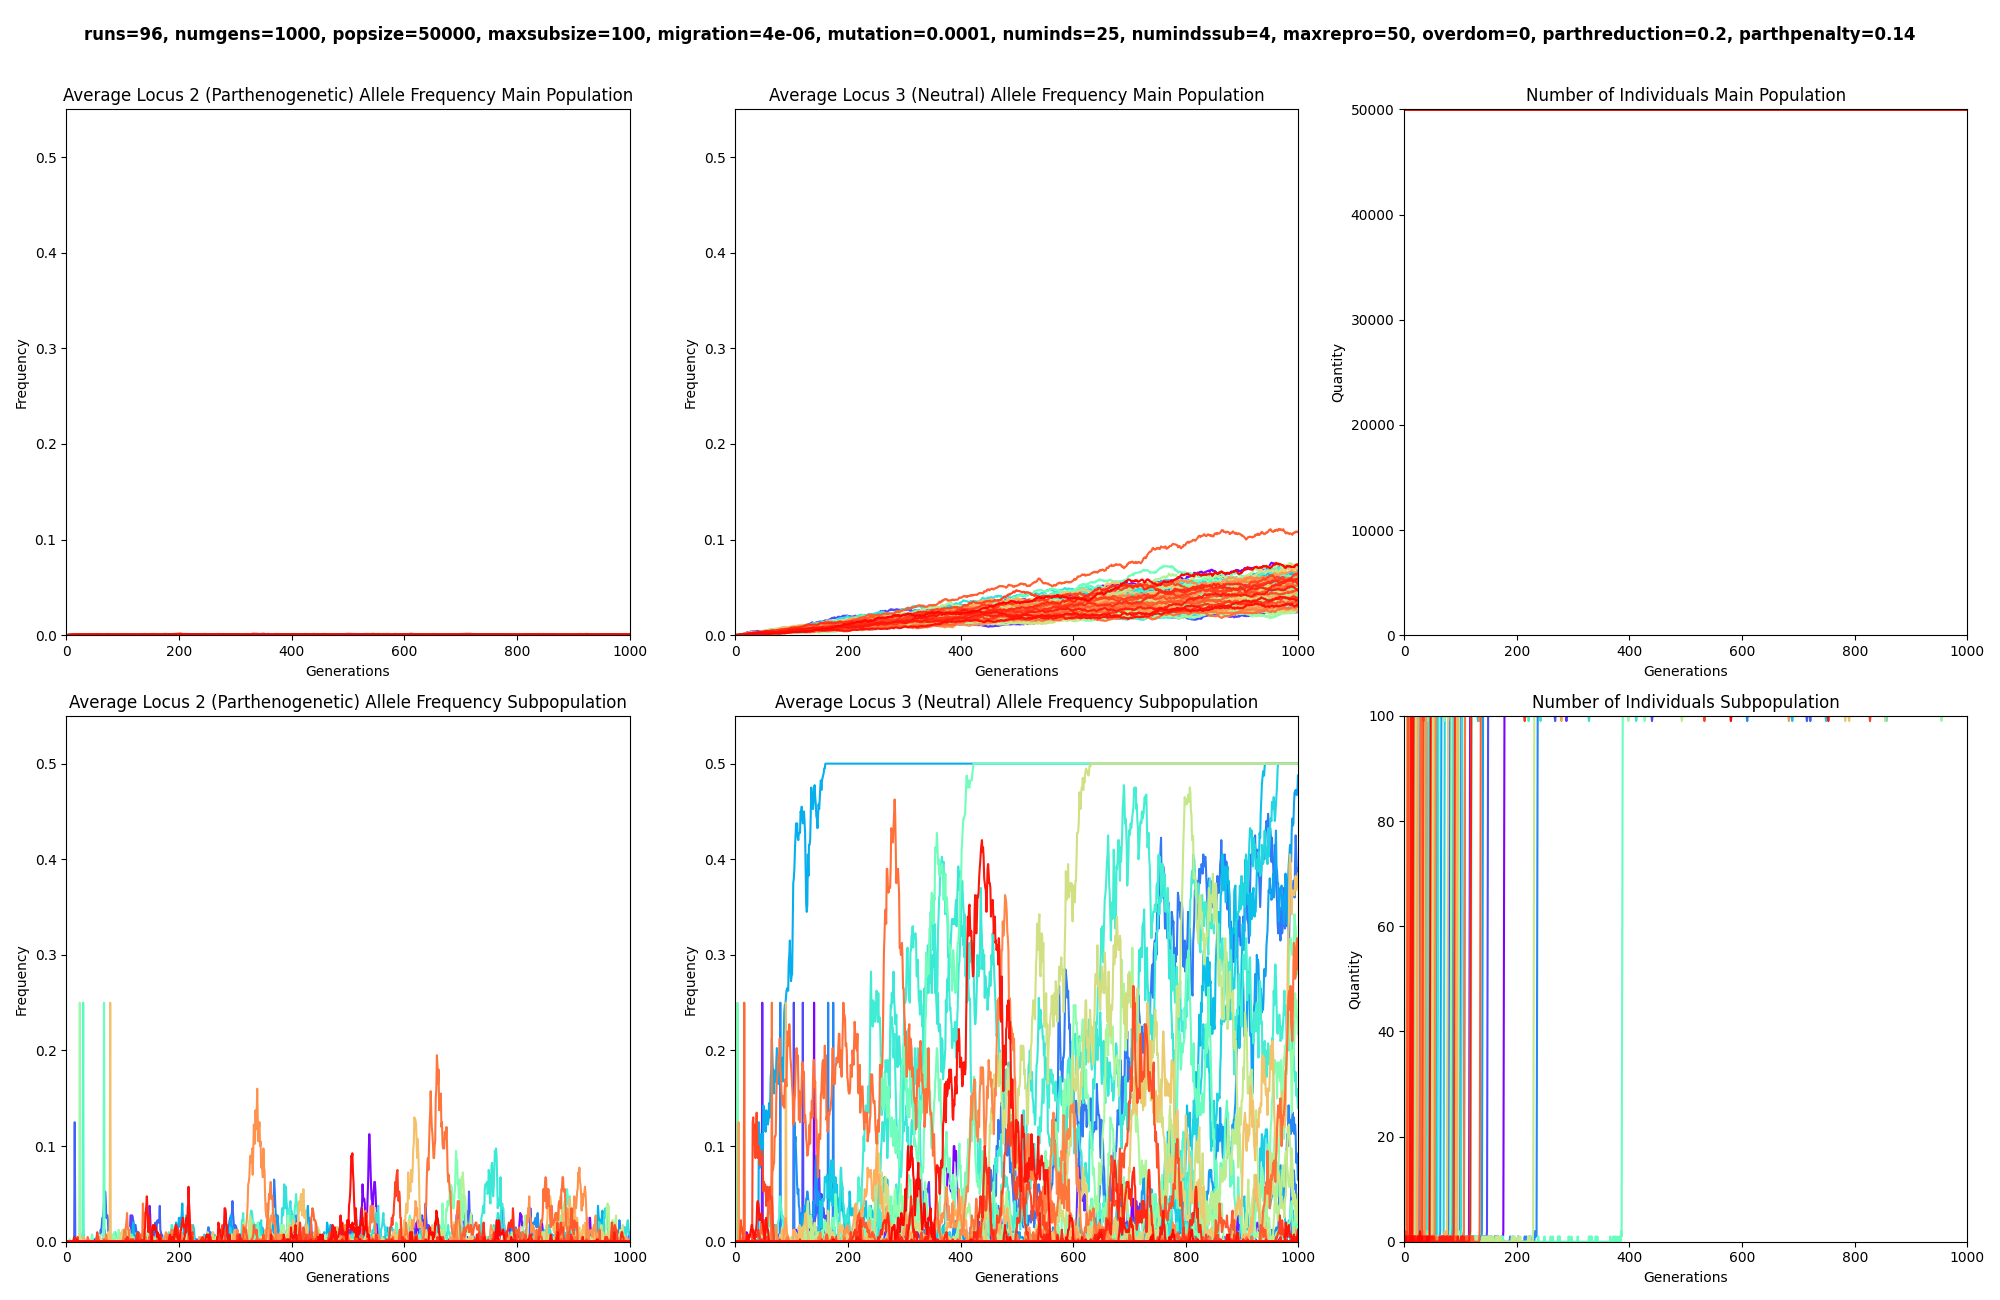 runs=96, numgens=1000, popsize=50000, maxsubsize=100, migration=4e-06, mutation=0.0001, numinds=25, numindssub=4, maxrepro=50, overdom=0, parthreduction=0.2, parthpenalty=0.14
Average Locus 2 (Parthenogenetic) Allele Frequency Main Population
Frequency
0.5
0.4
0.3
0.2
0.1
0.0
0 200 400 600 800 1000
Generations
Average Locus 3 (Neutral) Allele Frequency Main Population
Frequency
0.5
0.4
0.3
0.2
0.1
0.0
0 200 400 600 800 1000
Generations
Number of Individuals Main Population
Quantity
50000
40000
30000
20000
10000
0
0 200 400 600 800 1000
Generations
Average Locus 2 (Parthenogenetic) Allele Frequency Subpopulation
Frequency
0.5
0.4
0.3
0.2
0.1
0.0
0 200 400 600 800 1000
Generations
Average Locus 3 (Neutral) Allele Frequency Subpopulation
Frequency
0.5
0.4
0.3
0.2
0.1
0.0
0 200 400 600 800 1000
Generations
Number of Individuals Subpopulation
Quantity
100
80
60
40
20
0
0 200 400 600 800 1000
Generations